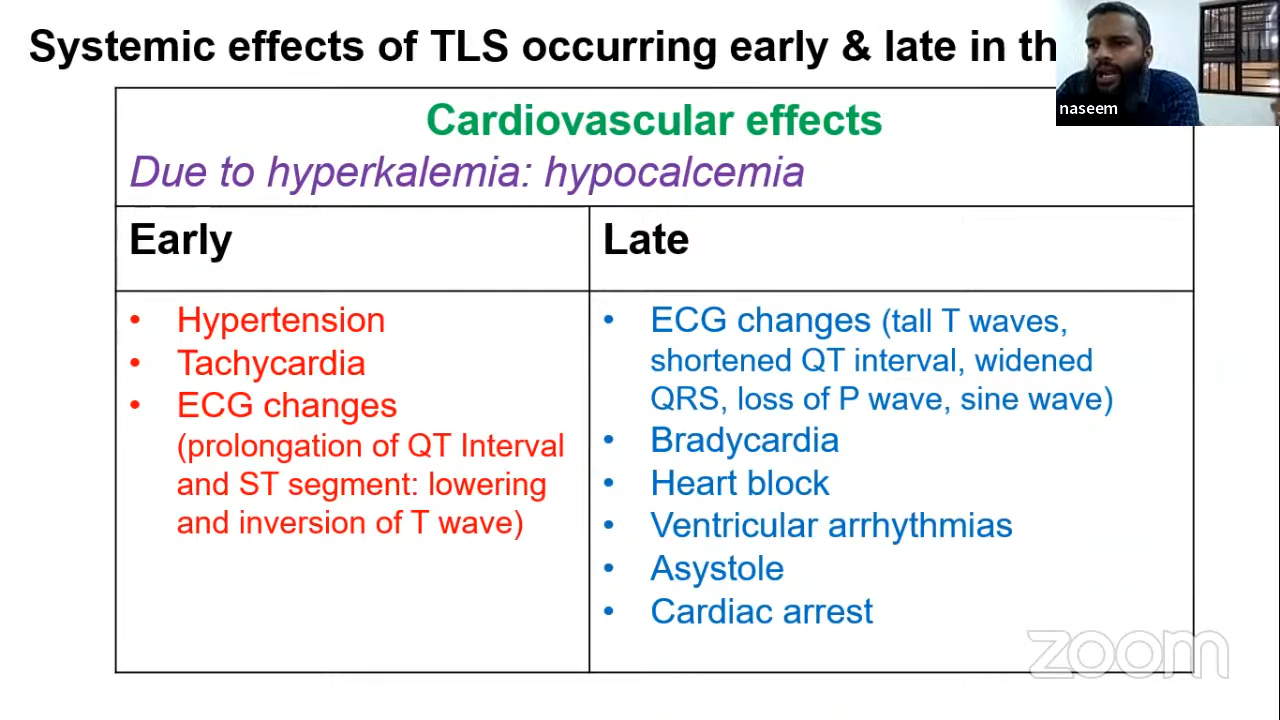 Systemic effects of TLS occurring early & late in th
naseem
Cardiovascular effects
Due to hyperkalemia: hypocalcemia
Early
Late
• Hypertension
• Tachycardia
• ECG changes
(prolongation of QT Interval
and ST segment: lowering
and inversion of T wave)
• ECG changes (tall T waves,
shortened QT interval, widened
QRS, loss of P wave, sine wave)
• Bradycardia
• Heart block
• Ventricular arrhythmias
• Asystole
• Cardiac arrest
zoom